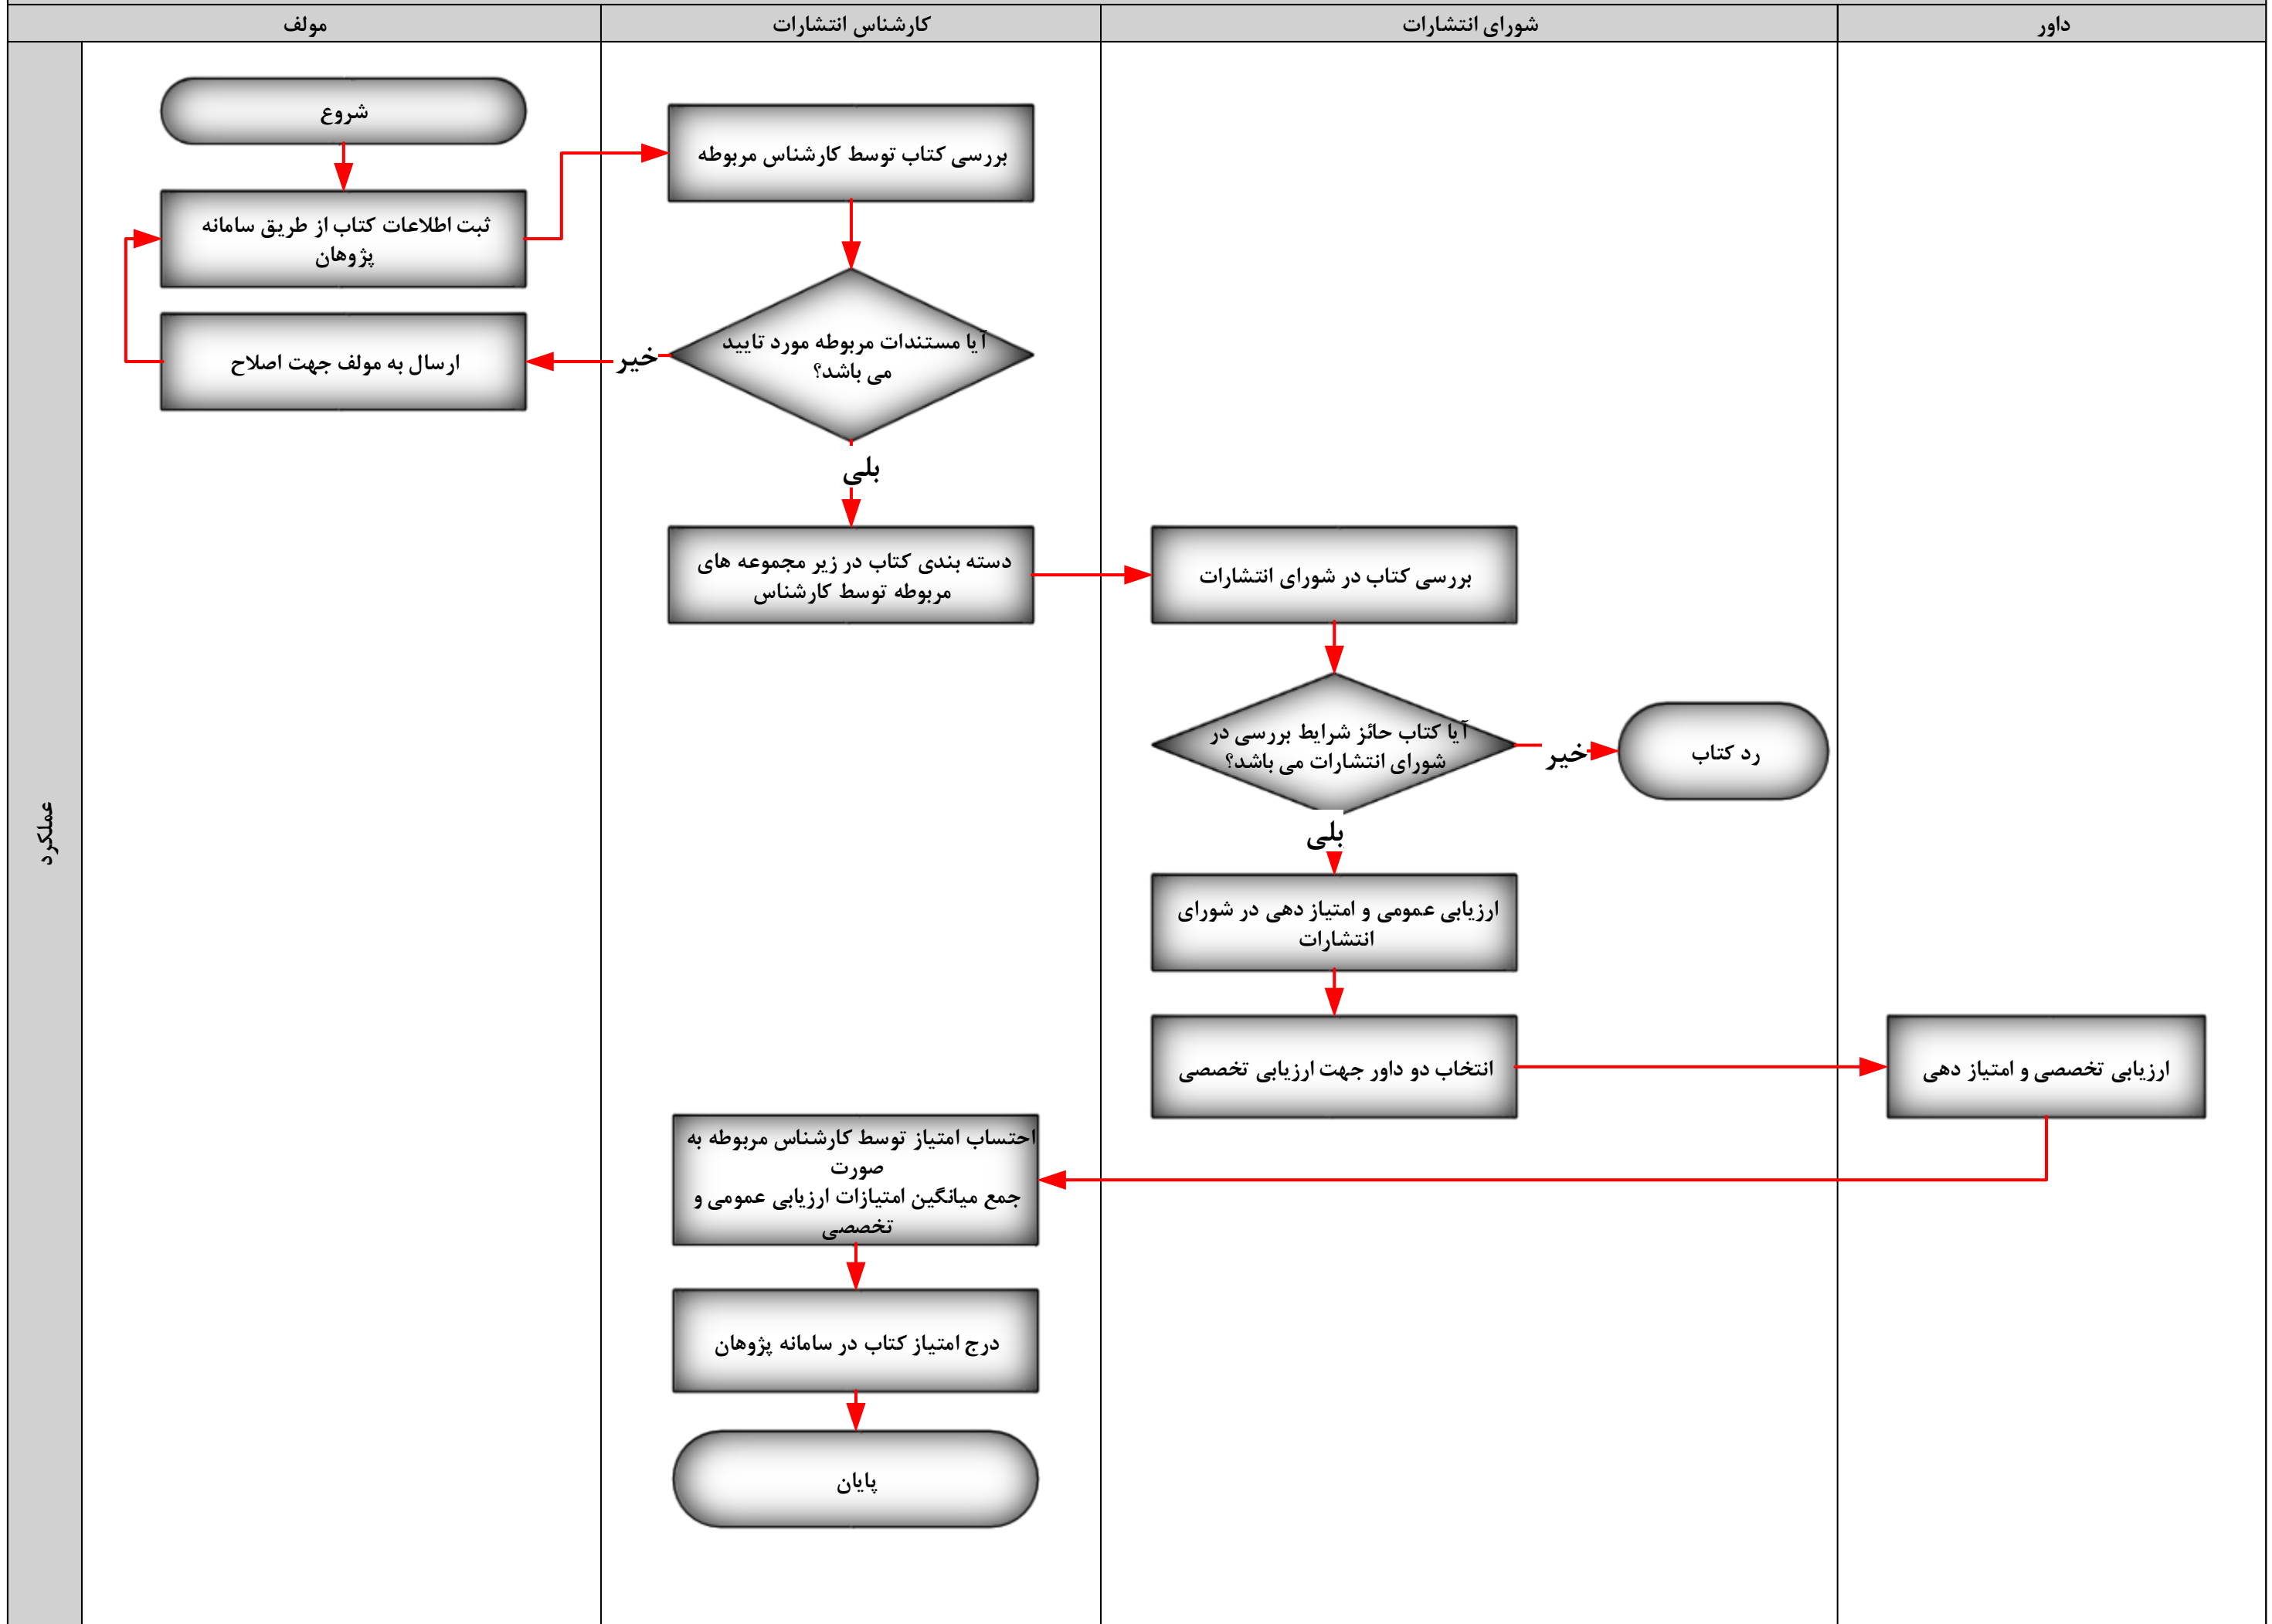 مولف
کارشناس انتشارات
شورای انتشارات
داور
عملکرد
شروع
ثبت اطلاعات کتاب از طریق سامانه
پژوهان
ارسال به مولف جهت اصلاح
بررسی کتاب توسط کارشناس مربوطه
آیا مستندات مربوطه مورد تایید
می باشد؟
خیر
بلی
دسته بندی کتاب در زیر مجموعه های
مربوطه توسط کارشناس
بررسی کتاب در شورای انتشارات
آیا کتاب حائز شرایط بررسی در
شورای انتشارات می باشد؟
خیر
رد کتاب
بلی
ارزیابی عمومی و امتیاز دهی در شورای
انتشارات
انتخاب دو داور جهت ارزیابی تخصصی
ارزیابی تخصصی و امتیاز دهی
احتساب امتیاز توسط کارشناس مربوطه به
صورت
جمع میانگین امتیازات ارزیابی عمومی و
تخصصی
درج امتیاز کتاب در سامانه پژوهان
پایان